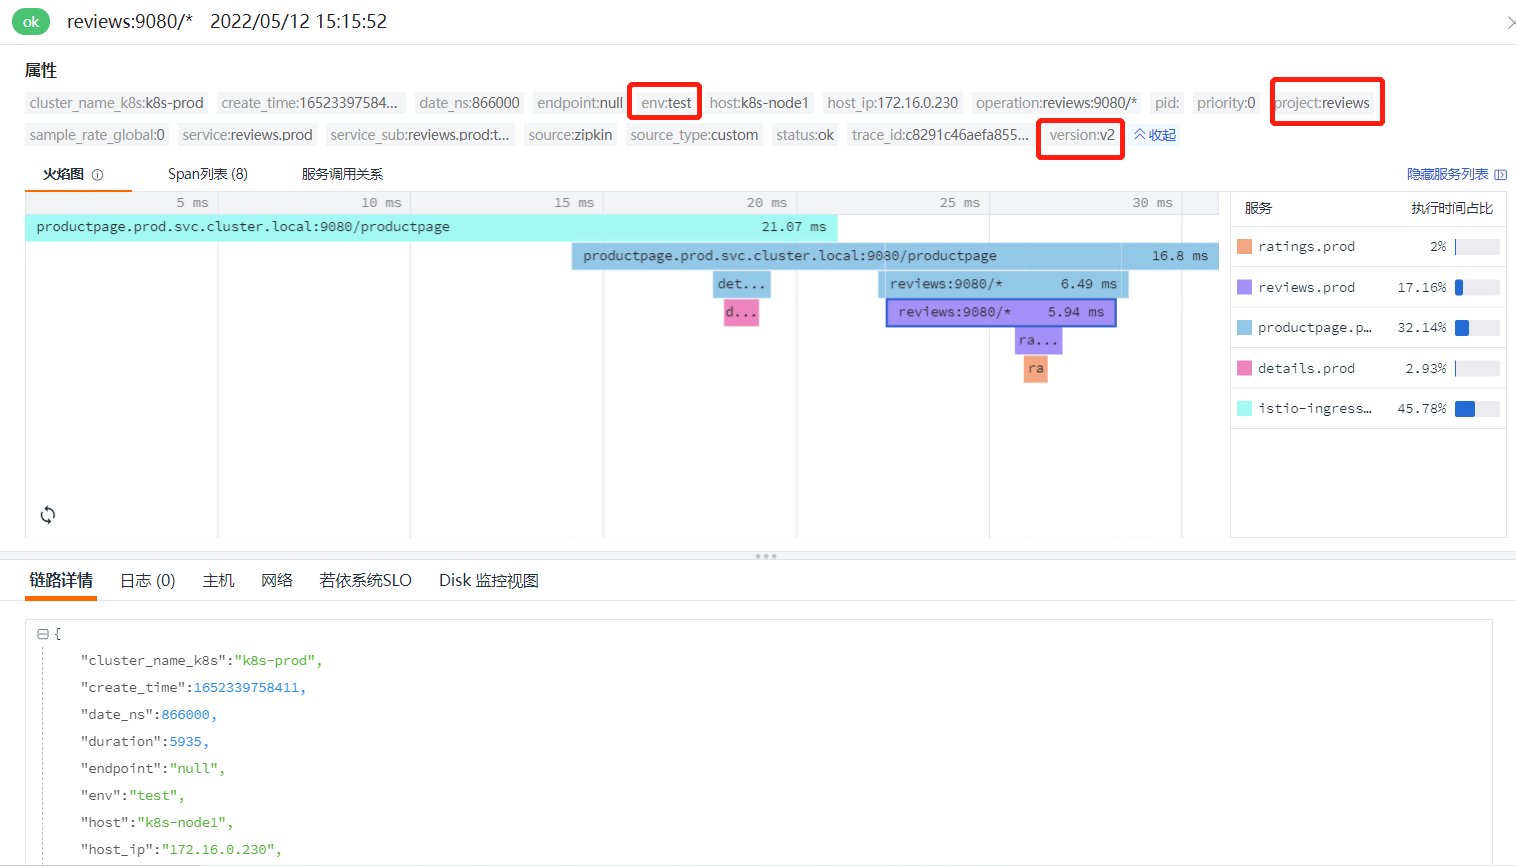 ok reviews:9080/* 2022/05/12 15:15:52
属性
cluster_name_k8s:k8s-prod create_time:16523397584... date_ns:866000 endpoint:null env:test host:k8s-node1 host_ip:172.16.0.230 operation:reviews:9080/* pid: priority:0 project:reviews
sample_rate_global:0 service:reviews.prod service_sub:reviews.prod:t... source:zipkin source_type:custom status:ok trace_id:c8291c46aefa855... version:v2 收起
火焰图 Span列表 (8) 服务调用关系 隐藏服务列表
5 ms 10 ms 15 ms 20 ms 25 ms 30 ms
productpage.prod.svc.cluster.local:9080/productpage 21.07 ms
productpage.prod.svc.cluster.local:9080/productpage 16.8 ms
det... reviews:9080/* 6.49 ms
d... reviews:9080/* 5.94 ms
ra...
ra
服务 执行时间占比
ratings.prod 2%
reviews.prod 17.16%
productpage.p... 32.14%
details.prod 2.93%
istio-ingress... 45.78%
链路详情 日志 (0) 主机 网络 若依系统SLO Disk 监控视图
{
"cluster_name_k8s":"k8s-prod",
"create_time":1652339758411,
"date_ns":866000,
"duration":5935,
"endpoint":"null",
"env":"test",
"host":"k8s-node1",
"host_ip":"172.16.0.230",